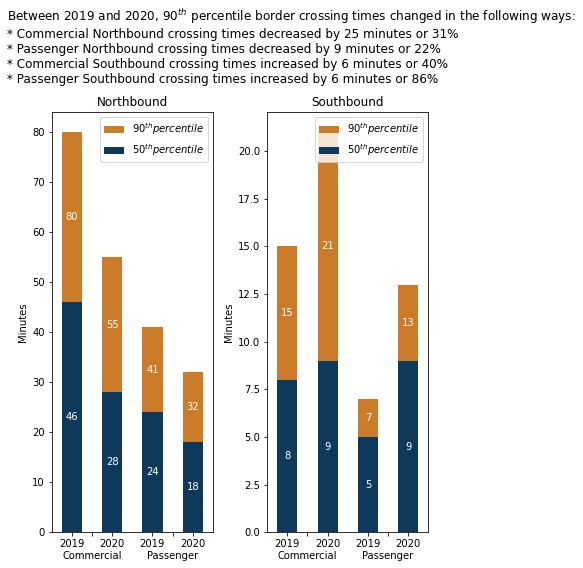 Between 2019 and 2020, 90th percentile border crossing times changed in the following ways:
* Commercial Northbound crossing times decreased by 25 minutes or 31%
* Passenger Northbound crossing times decreased by 9 minutes or 22%
* Commercial Southbound crossing times increased by 6 minutes or 40%
* Passenger Southbound crossing times increased by 6 minutes or 86%
Northbound
90th percentile
50th percentile
Minutes
80
70
60
50
40
30
20
10
0
80
46
55
28
41
24
32
18
2019 2020 2019 2020
Commercial Passenger
Southbound
90th percentile
50th percentile
Minutes
20.0
17.5
15.0
12.5
10.0
7.5
5.0
2.5
0.0
15
8
21
9
7
5
13
9
2019 2020 2019 2020
Commercial Passenger